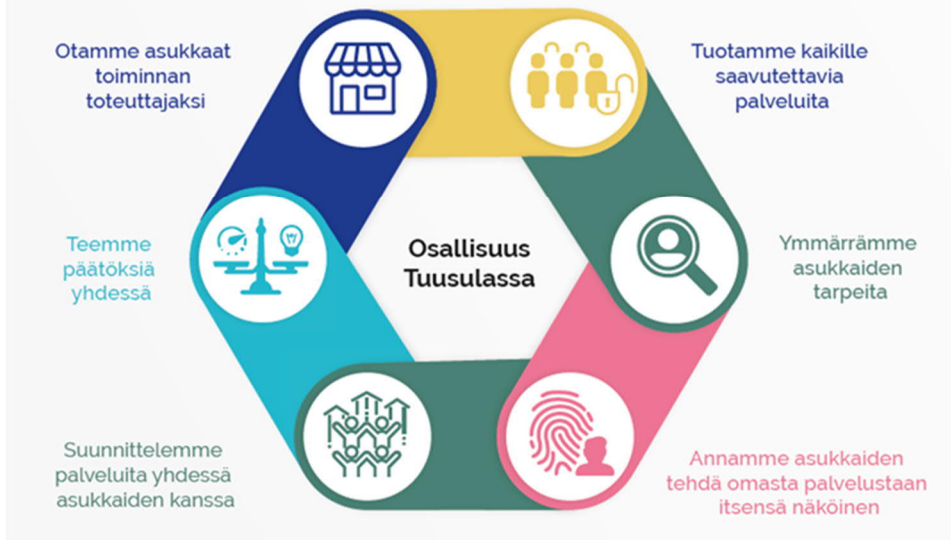 Otamme asukkaat
toiminnan
toteuttajaksi
Tuotamme kaikille
saavutettavia
palveluita
Teemme
päätöksiä
yhdessä
Osallisuus
Tuusulassa
Ymmärrämme
asukkaiden
tarpeita
Suunnittelemme
palveluita yhdessä
asukkaiden kanssa
Annamme asukkaiden
tehdä omasta palvelustaan
itsensä näköinen